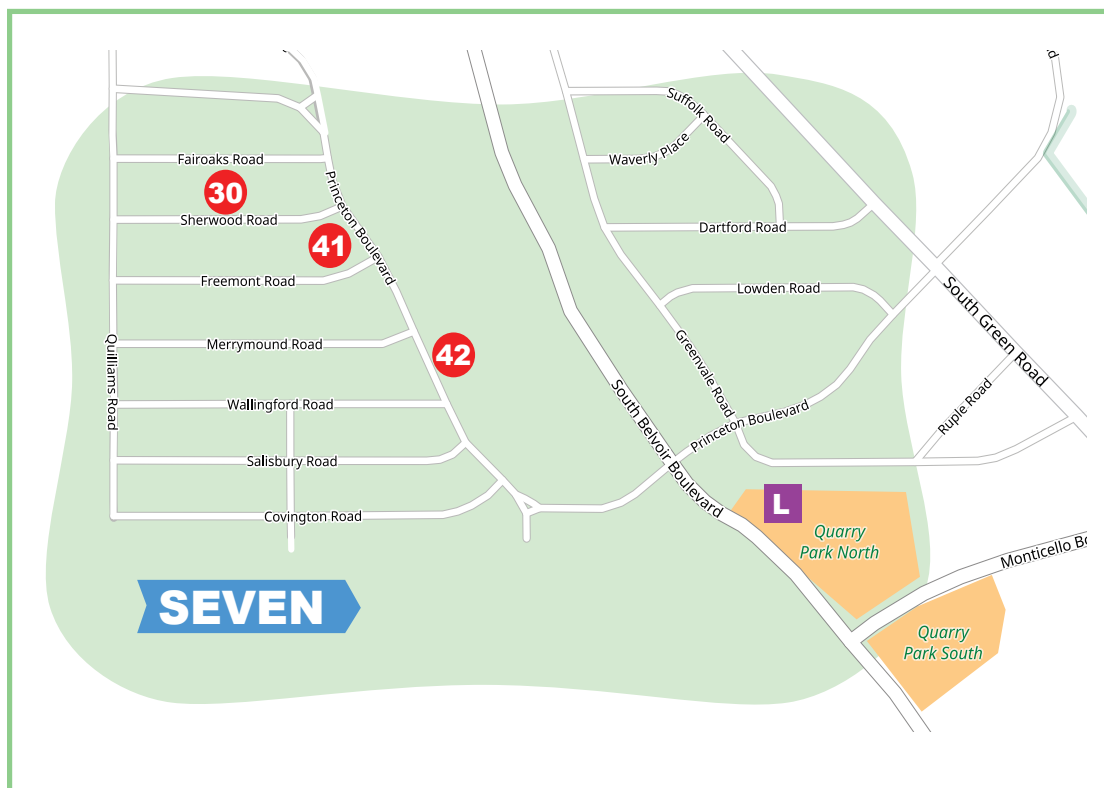 Suffolk Road
Fairoaks Road
Waverly Place
30
Princeton Boulevard
Sherwood Road
Dartford Road
41
Freemont Road
Lowden Road
South Green Road
Quilliams Road
Merrymound Road
42
Greenvale Road
South Belvoir Boulevard
Wallingford Road
Princeton Boulevard
Ruple Road
Salisbury Road
L
Covington Road
Quarry
Park North
Monticello Bo
SEVEN
Quarry
Park South